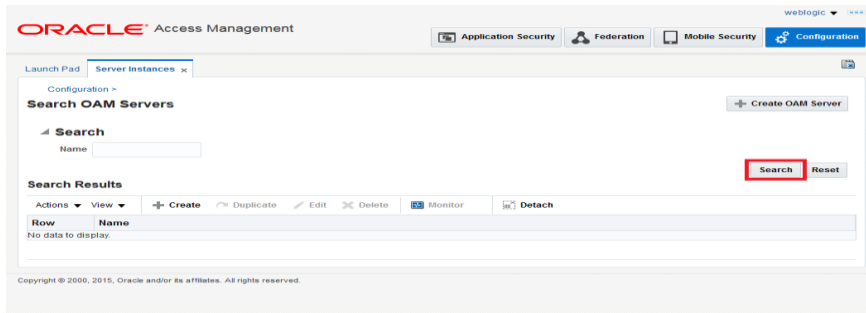 weblogic
ORACLE Access Management
Application Security Federation Mobile Security Configuration
Launch Pad Server Instances x
Configuration >
Search OAM Servers
Create OAM Server
Search
Name
Search Reset
Search Results
Actions View Create Duplicate Edit Delete Monitor Detach
Row Name
No data to display.
Copyright © 2000, 2015, Oracle and/or its affiliates. All rights reserved.